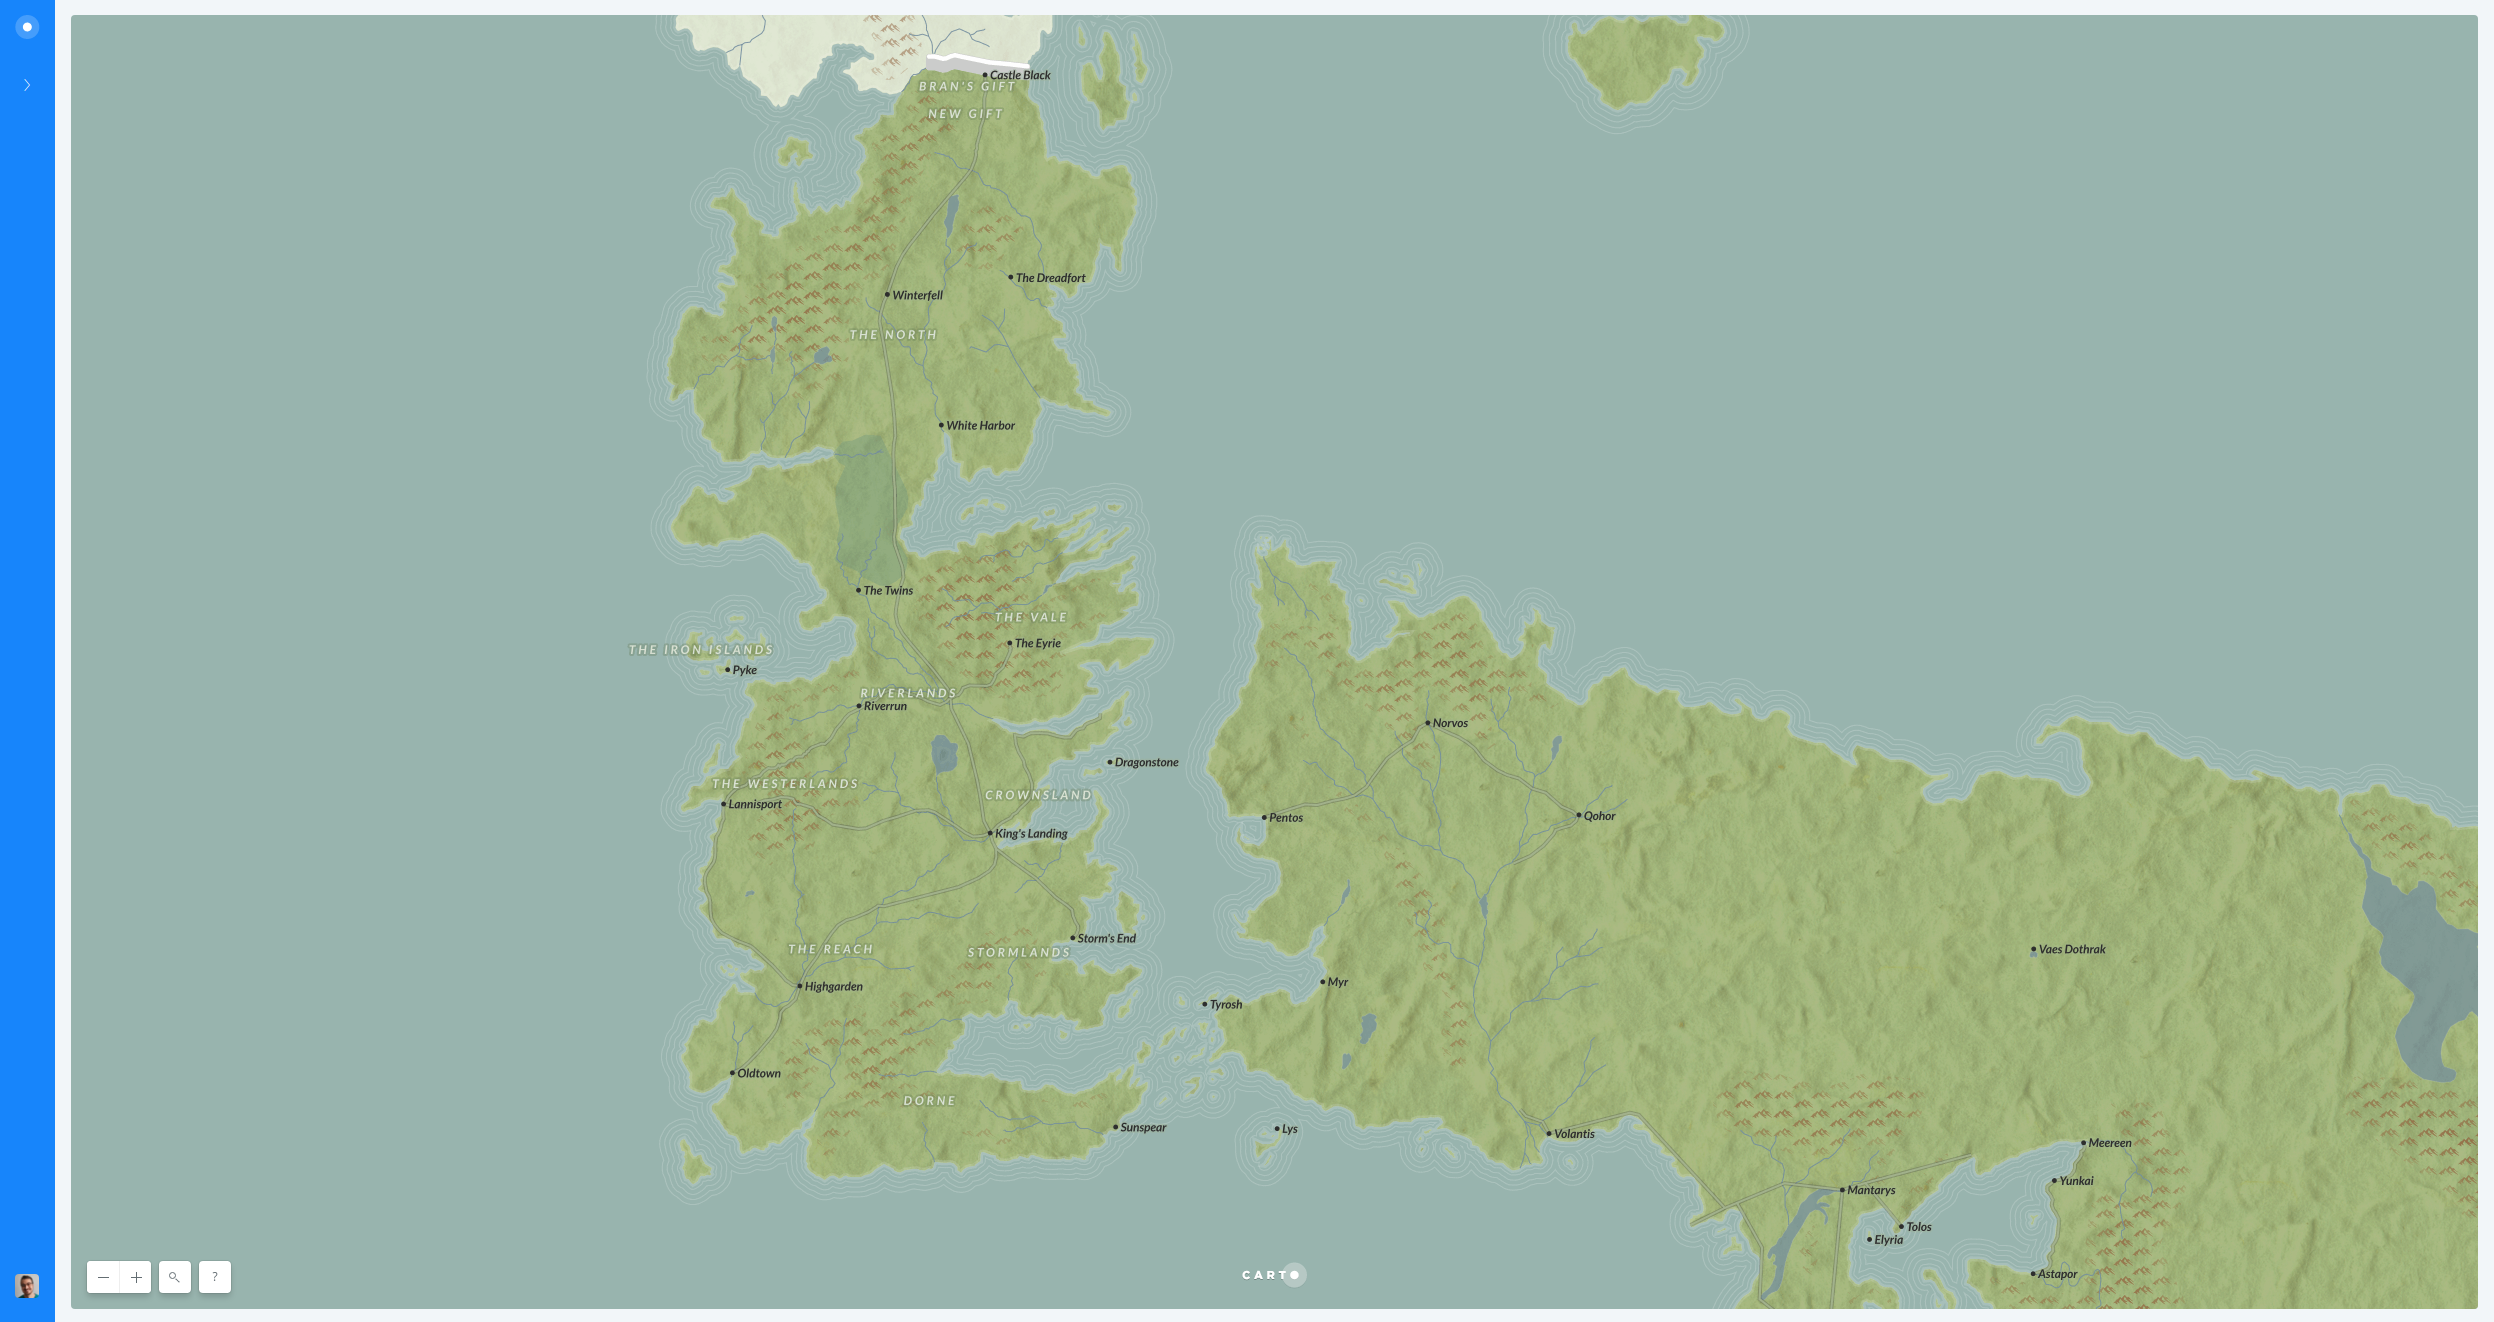 Castle Black
BRAN'S GIFT
NEW GIFT
The Dreadfort
Winterfell
THE NORTH
White Harbor
The Twins
THE VALE
The Eyrie
THE IRON ISLANDS
Pyke
RIVERLANDS
Riverrun
Norvos
Dragonstone
THE WESTERLANDS
CROWNSLAND
Lannisport
Pentos
Qohor
King's Landing
Storm's End
THE REACH
STORMLANDS
Vaes Dothrak
Highgarden
Myr
Tyrosh
Oldtown
DORNE
Sunspear
Lys
Volantis
Meereen
Yunkai
Mantarys
Tolos
Elyria
Astapor
CARTO
?